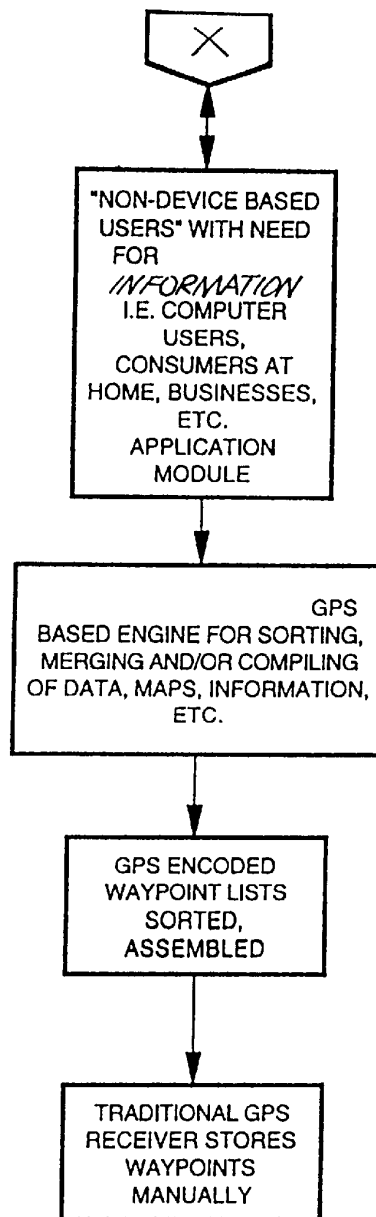 X
"NON-DEVICE BASED
USERS" WITH NEED
FOR
INFORMATION
I.E. COMPUTER
USERS,
CONSUMERS AT
HOME, BUSINESSES,
ETC.
APPLICATION
MODULE
GPS
BASED ENGINE FOR SORTING,
MERGING AND/OR COMPILING
OF DATA, MAPS, INFORMATION,
ETC.
GPS ENCODED
WAYPOINT LISTS
SORTED,
ASSEMBLED
TRADITIONAL GPS
RECEIVER STORES
WAYPOINTS
MANUALLY